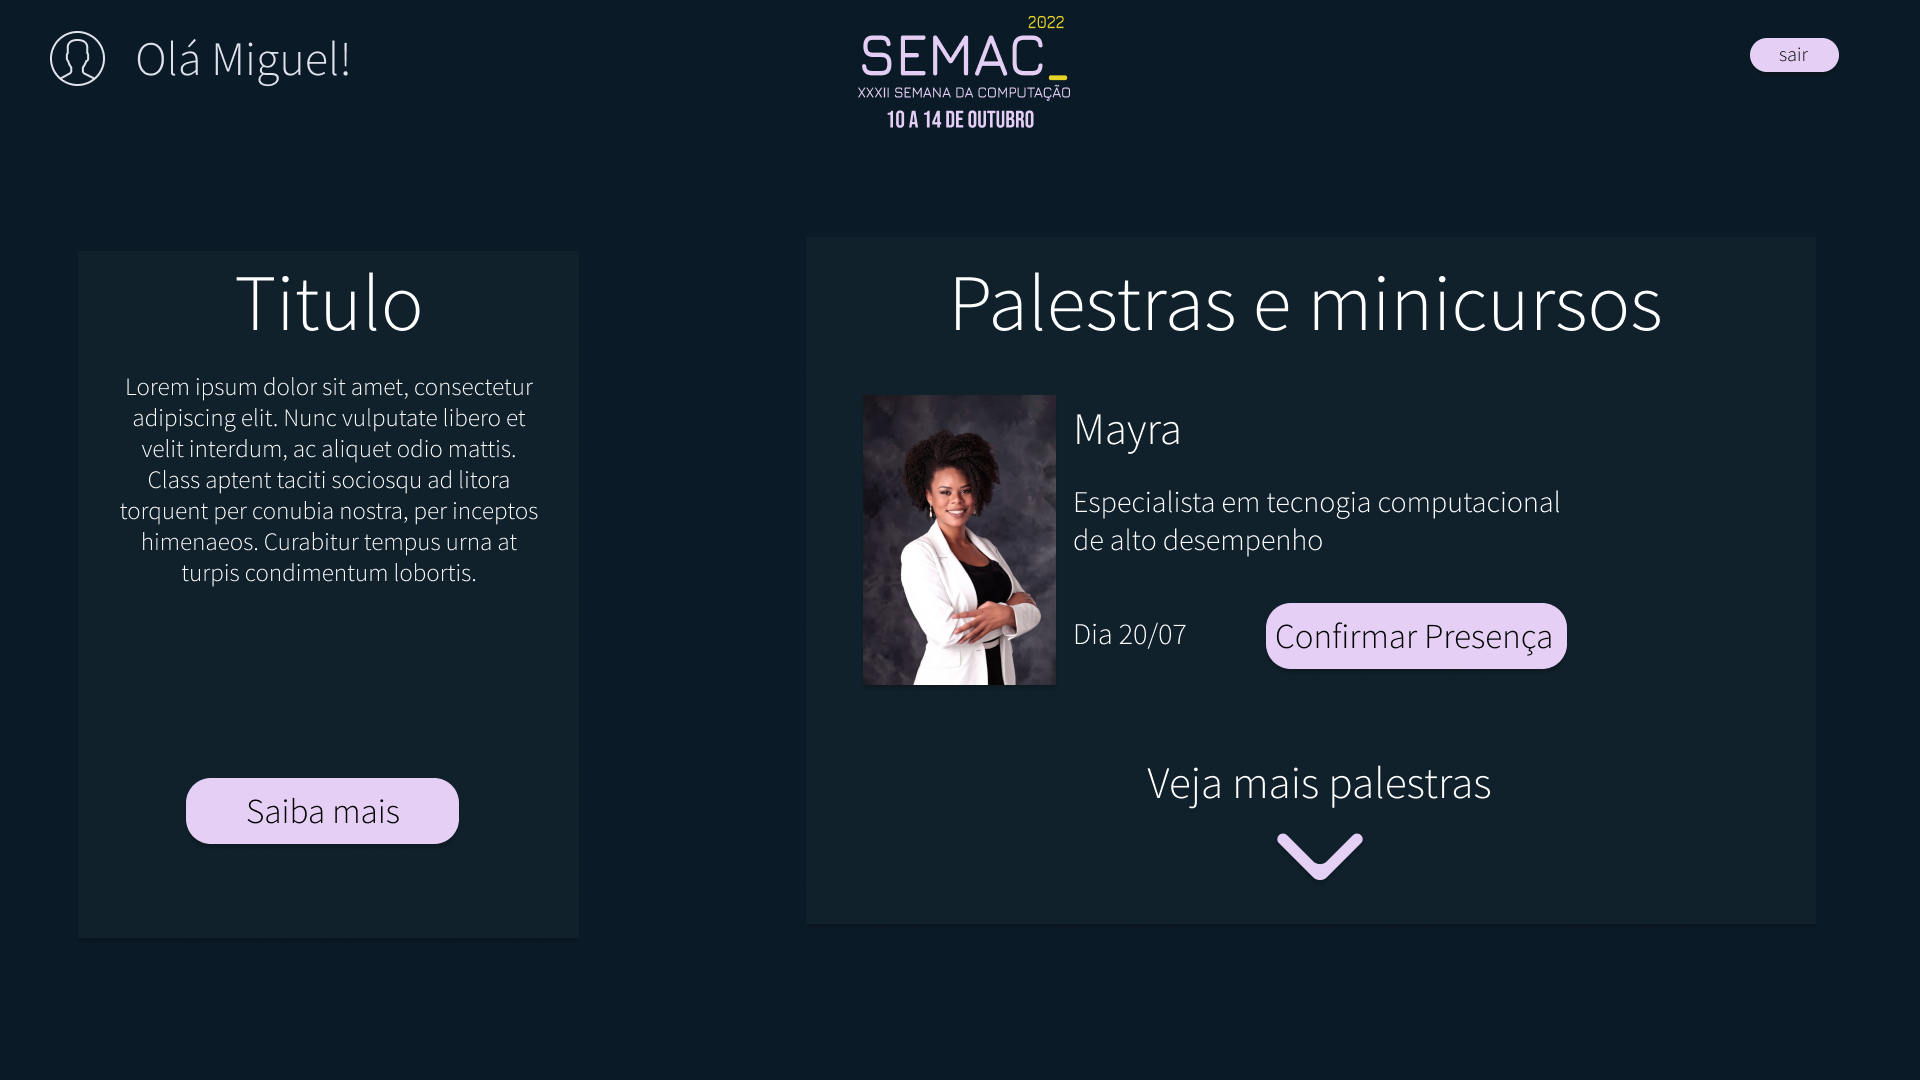 Olá Miguel!
2022
SEMAC_
XXXII SEMANA DA COMPUTAÇÃO
10 A 14 DE OUTUBRO
sair
Titulo
Lorem ipsum dolor sit amet, consectetur
adipiscing elit. Nunc vulputate libero et
velit interdum, ac aliquet odio mattis.
Class aptent taciti sociosqu ad litora
torquent per conubia nostra, per inceptos
himenaeos. Curabitur tempus urna at
turpis condimentum lobortis.
Saiba mais
Palestras e minicursos
Mayra
Especialista em tecnogia computacional
de alto desempenho
Dia 20/07
Confirmar Presença
Veja mais palestras